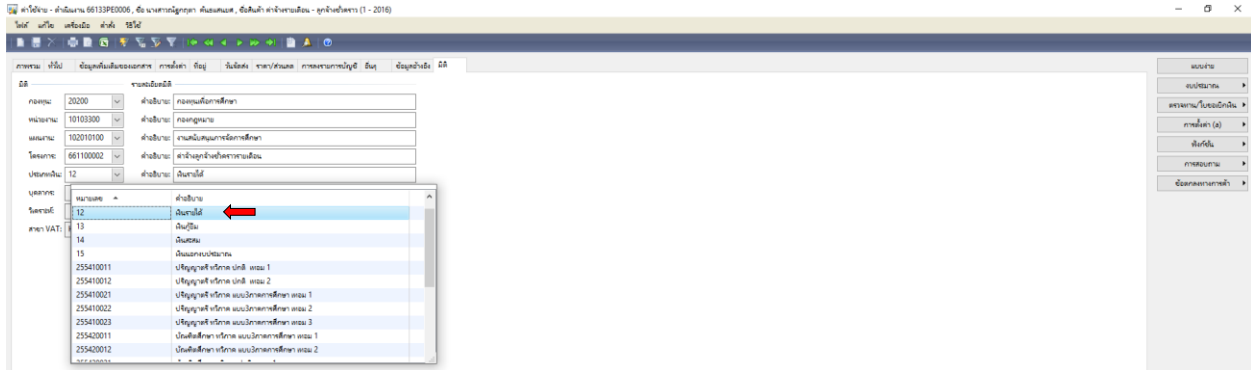 ค่าใช้จ่าย - ดำเนินงาน 66133PE0006 , ชื่อ นางสาวณัฐกฤตา , ชื่อสินค้า ค่าจ้างรายเดือน - ลูกจ้างชั่วคราว (1 - 2016)
ไฟล์ แก้ไข เครื่องมือ คำสั่ง วิธีใช้
ภาพรวม ทั่วไป ข้อมูลเพิ่มเติมของเอกสาร การตั้งค่า ที่อยู่ วันจัดส่ง ราคา/ส่วนลด การลงรายการบัญชี อื่นๆ ข้อมูลอ้างอิง มิติ
มิติ รายละเอียดมิติ
กองทุน: 20200 คำอธิบาย: กองทุนเพื่อการศึกษา
หน่วยงาน: 10103300 คำอธิบาย: กองกฎหมาย
แผนงาน: 102010100 คำอธิบาย: งานสนับสนุนการจัดการศึกษา
โครงการ: 661100002 คำอธิบาย: ค่าจ้างลูกจ้างชั่วคราวรายเดือน
ประเภทเงิน: 12 คำอธิบาย: เงินรายได้
บุคลากร:
วิเคราะห์:
สาขา VAT:
หมายเลข คำอธิบาย
12 เงินรายได้
13 เงินกู้ยืม
14 เงินสะสม
15 เงินนอกงบประมาณ
255410011 ปริญญาตรี ทวิภาค ปกติ เทอม 1
255410012 ปริญญาตรี ทวิภาค ปกติ เทอม 2
255410021 ปริญญาตรี ทวิภาค แบบ3ภาคการศึกษา เทอม 1
255410022 ปริญญาตรี ทวิภาค แบบ3ภาคการศึกษา เทอม 2
255410023 ปริญญาตรี ทวิภาค แบบ3ภาคการศึกษา เทอม 3
255420011 บัณฑิตศึกษา ทวิภาค แบบ3ภาคการศึกษา เทอม 1
255420012 บัณฑิตศึกษา ทวิภาค แบบ3ภาคการศึกษา เทอม 2
แบบง่าย
งบประมาณ
ตรวจทาน/ใบขอเบิกเงิน
การตั้งค่า (a)
ฟังก์ชัน
การสอบถาม
ข้อตกลงทางการค้า